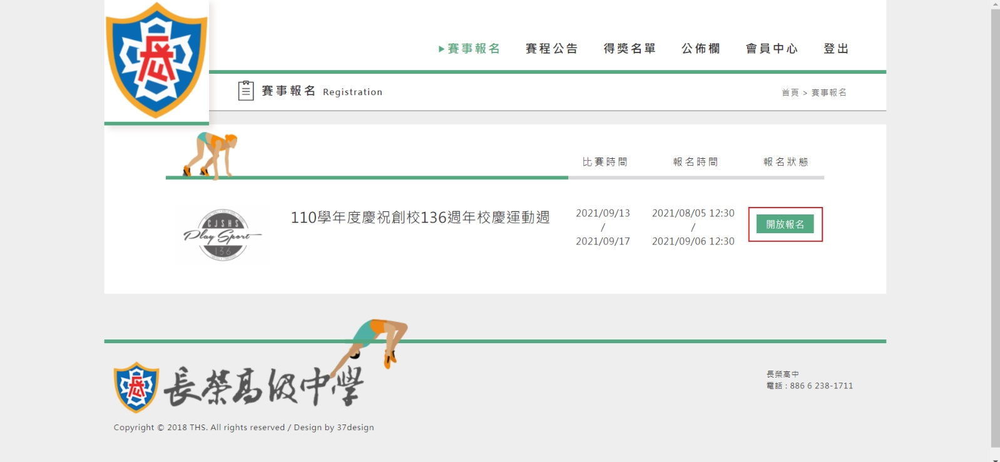 賽事報名 賽程公告 得獎名單 公佈欄 會員中心 登出
賽事報名 Registration
首頁 > 賽事報名
比賽時間 報名時間 報名狀態
CJSHS
Play Sport
136
110學年度慶祝創校136週年校慶運動週
2021/09/13
/
2021/09/17
2021/08/05 12:30
/
2021/09/06 12:30
開放報名
長榮高級中學
長榮高中
電話 : 886 6 238-1711
Copyright © 2018 THS. All rights reserved / Design by 37design